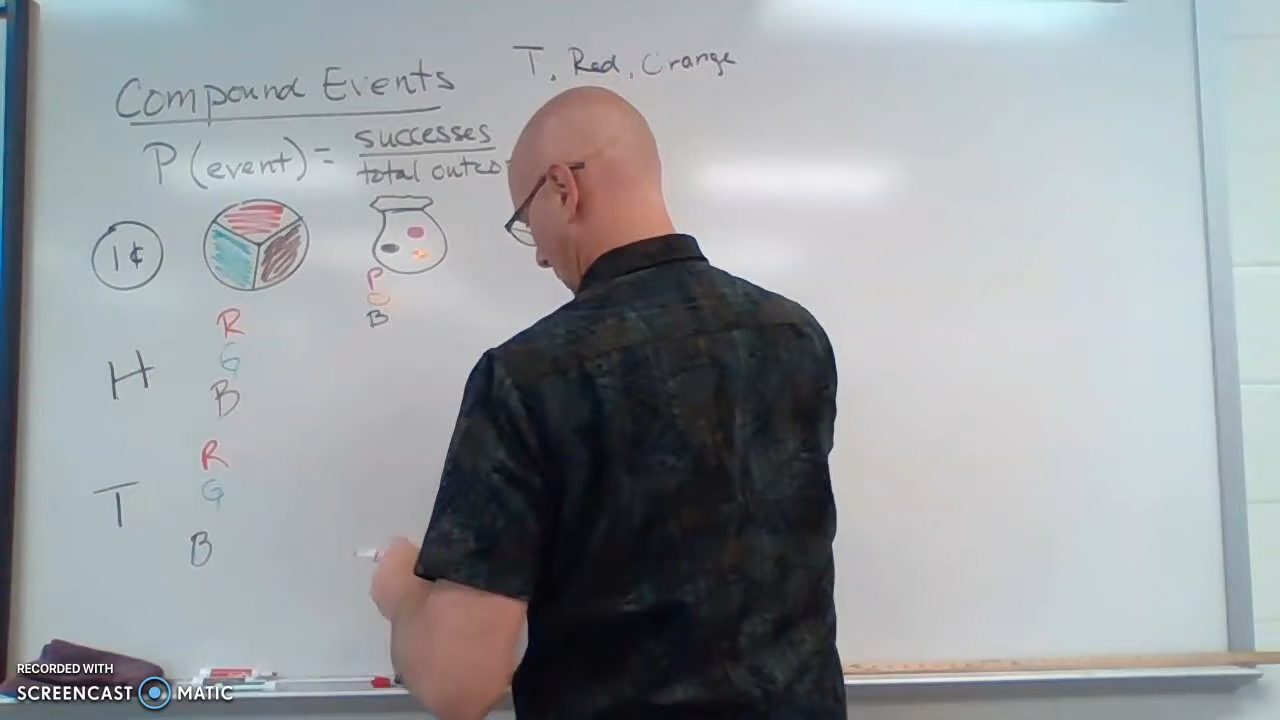 T, Red, Orange
Compound Events
P(event) = successes
total outco
1¢
P
O
B
R
G
B
H
R
G
T
B
RECORDED WITH
SCREENCAST MATIC